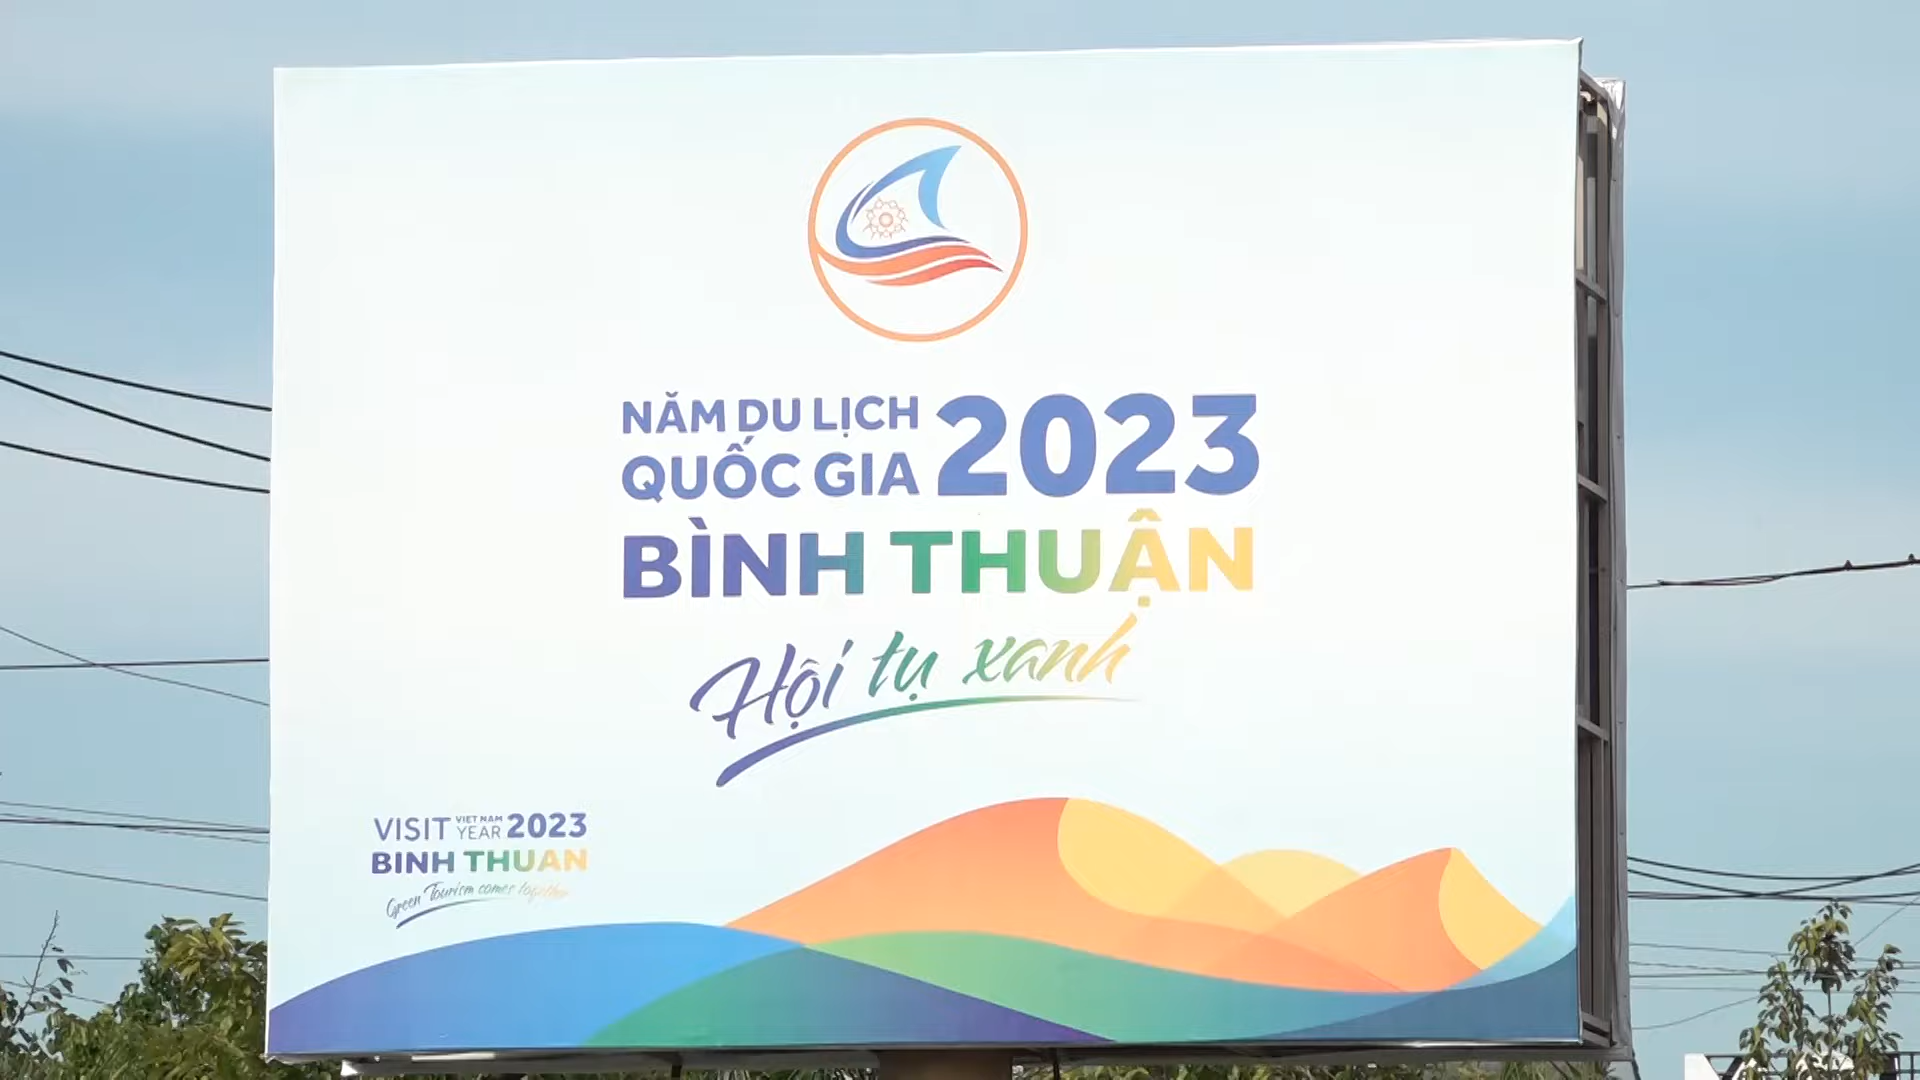 NĂM DU LỊCH
QUỐC GIA 2023
BÌNH THUẬN
Hội tụ xanh
VISIT VIET NAM YEAR 2023
BINH THUAN
Green Tourism comes together